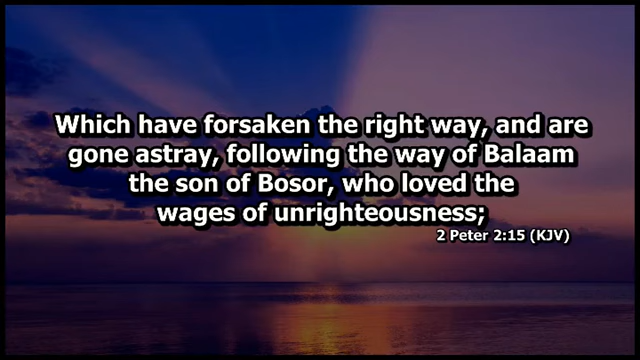 Which have forsaken the right way, and are
gone astray, following the way of Balaam
the son of Bosor, who loved the
wages of unrighteousness;
2 Peter 2:15 (KJV)